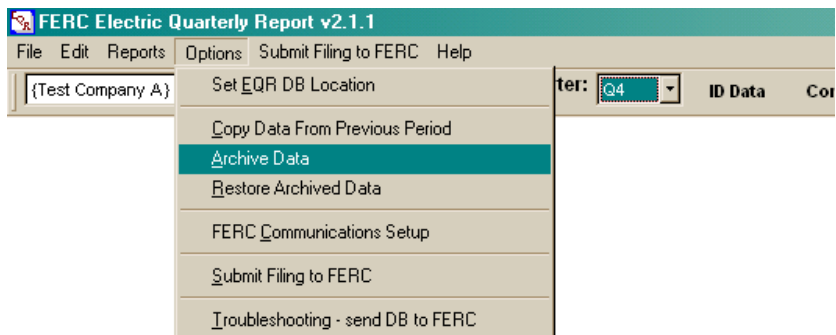 FERC Electric Quarterly Report v2.1.1
File Edit Reports Options Submit Filing to FERC Help
{Test Company A} ter: Q4 ID Data Cor
Set EQR DB Location
Copy Data From Previous Period
Archive Data
Restore Archived Data
FERC Communications Setup
Submit Filing to FERC
Troubleshooting - send DB to FERC